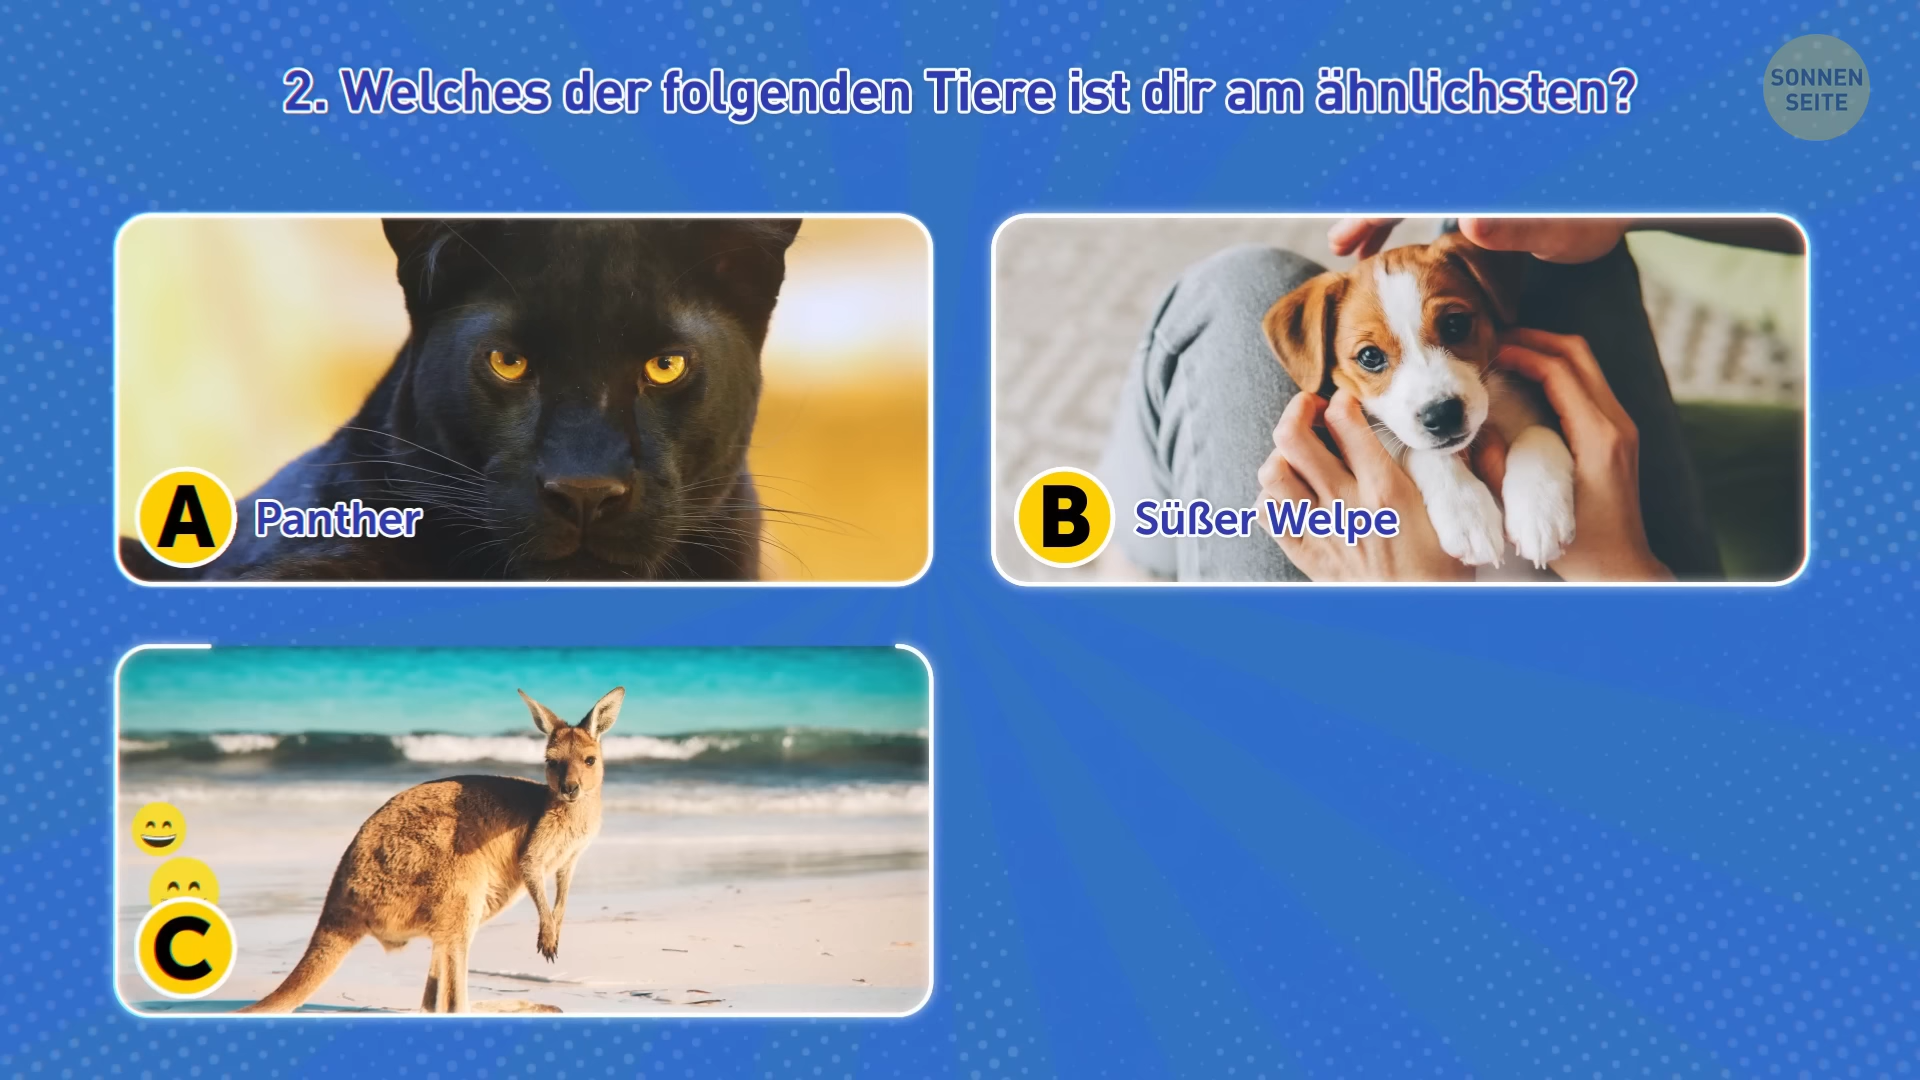 2. Welches der folgenden Tiere ist dir am ähnlichsten?
SONNEN
SEITE
A Panther
B Süßer Welpe
C